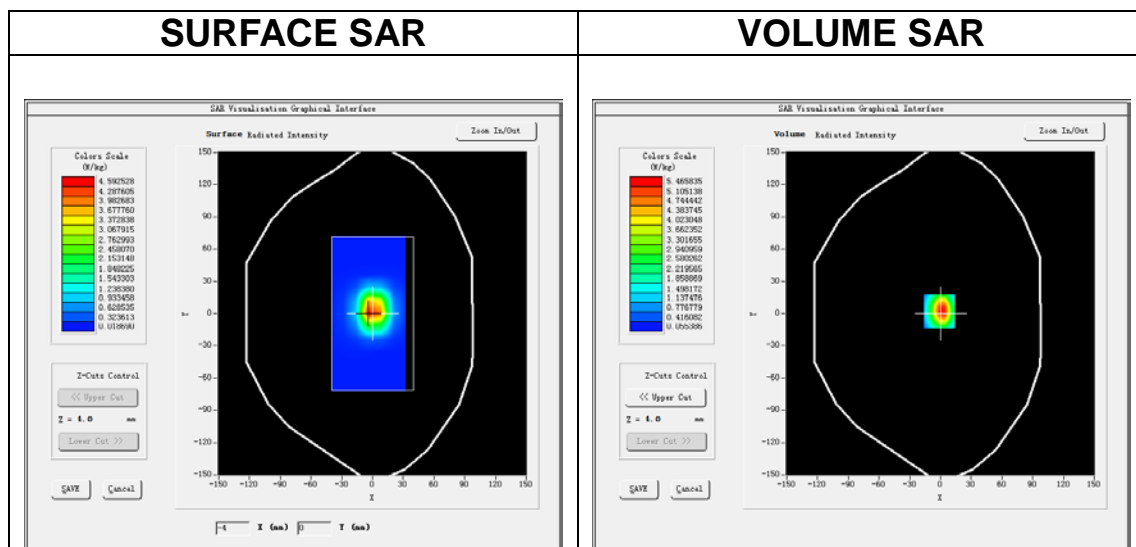 SURFACE SAR
VOLUME SAR
SAR Visualisation Graphical Interface
Surface Radiated Intensity
Zoom In/Out
Colors Scale
(W/kg)
4.592528
4.287605
3.982683
3.677760
3.372838
3.067915
2.762993
2.458070
2.153148
1.848225
1.543303
1.238380
0.933458
0.628535
0.323613
0.018690
150
120
90
60
30
0
-30
-60
-90
-120
-150
Y
-150 -120 -90 -60 -30 0 30 60 90 120 150
X
Z-Cuts Control
<< Upper Cut
Z = 4.0 mm
Lower Cut >>
SAVE Cancel
-4 X (mm) 0 Y (mm)
SAR Visualisation Graphical Interface
Volume Radiated Intensity
Zoom In/Out
Colors Scale
(W/kg)
5.465835
5.105138
4.744442
4.383745
4.023048
3.662352
3.301655
2.940959
2.580262
2.219565
1.858869
1.498172
1.137476
0.776779
0.416082
0.055386
150
120
90
60
30
0
-30
-60
-90
-120
-150
Y
-150 -120 -90 -60 -30 0 30 60 90 120 150
X
Z-Cuts Control
<< Upper Cut
Z = 4.0 mm
Lower Cut >>
SAVE Cancel